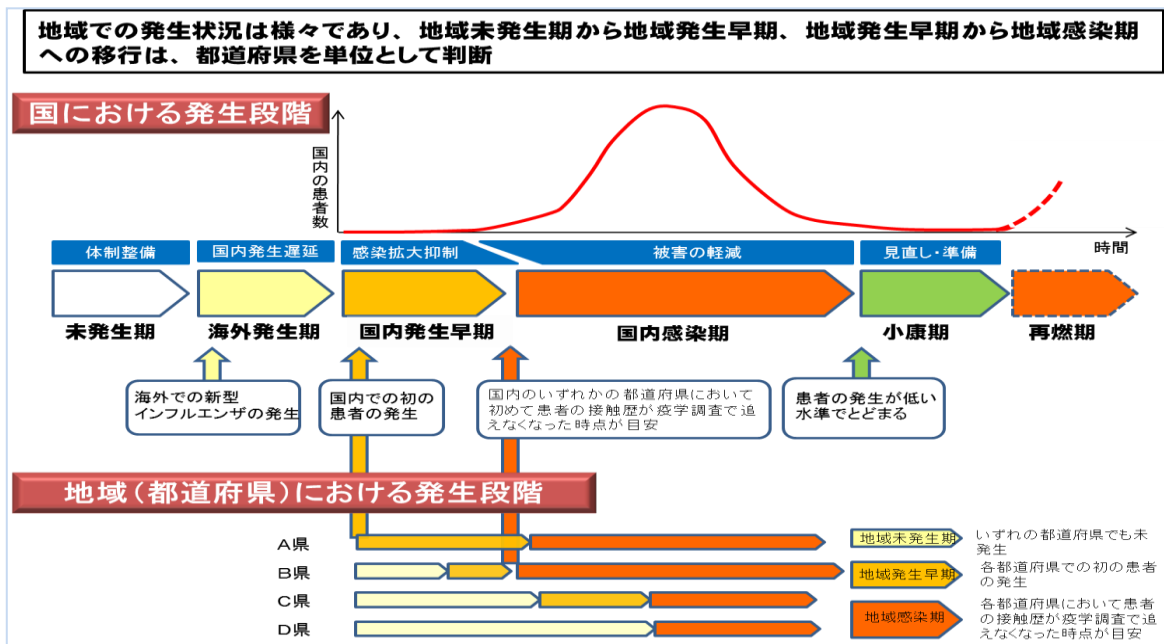 地域での発生状況は様々であり、地域未発生期から地域発生早期、地域発生早期から地域感染期
への移行は、都道府県を単位として判断
国における発生段階
国内の患者数
時間
体制整備
国内発生遅延
感染拡大抑制
被害の軽減
見直し・準備
未発生期
海外発生期
国内発生早期
国内感染期
小康期
再燃期
海外での新型
インフルエンザの発生
国内での初の
患者の発生
国内のいずれかの都道府県において
初めて患者の接触歴が疫学調査で追
えなくなった時点が目安
患者の発生が低い
水準でとどまる
地域(都道府県)における発生段階
A県
B県
C県
D県
地域未発生期
いずれの都道府県でも未
発生
地域発生早期
各都道府県での初の患者
の発生
地域感染期
各都道府県において患者
の接触歴が疫学調査で追
えなくなった時点が目安